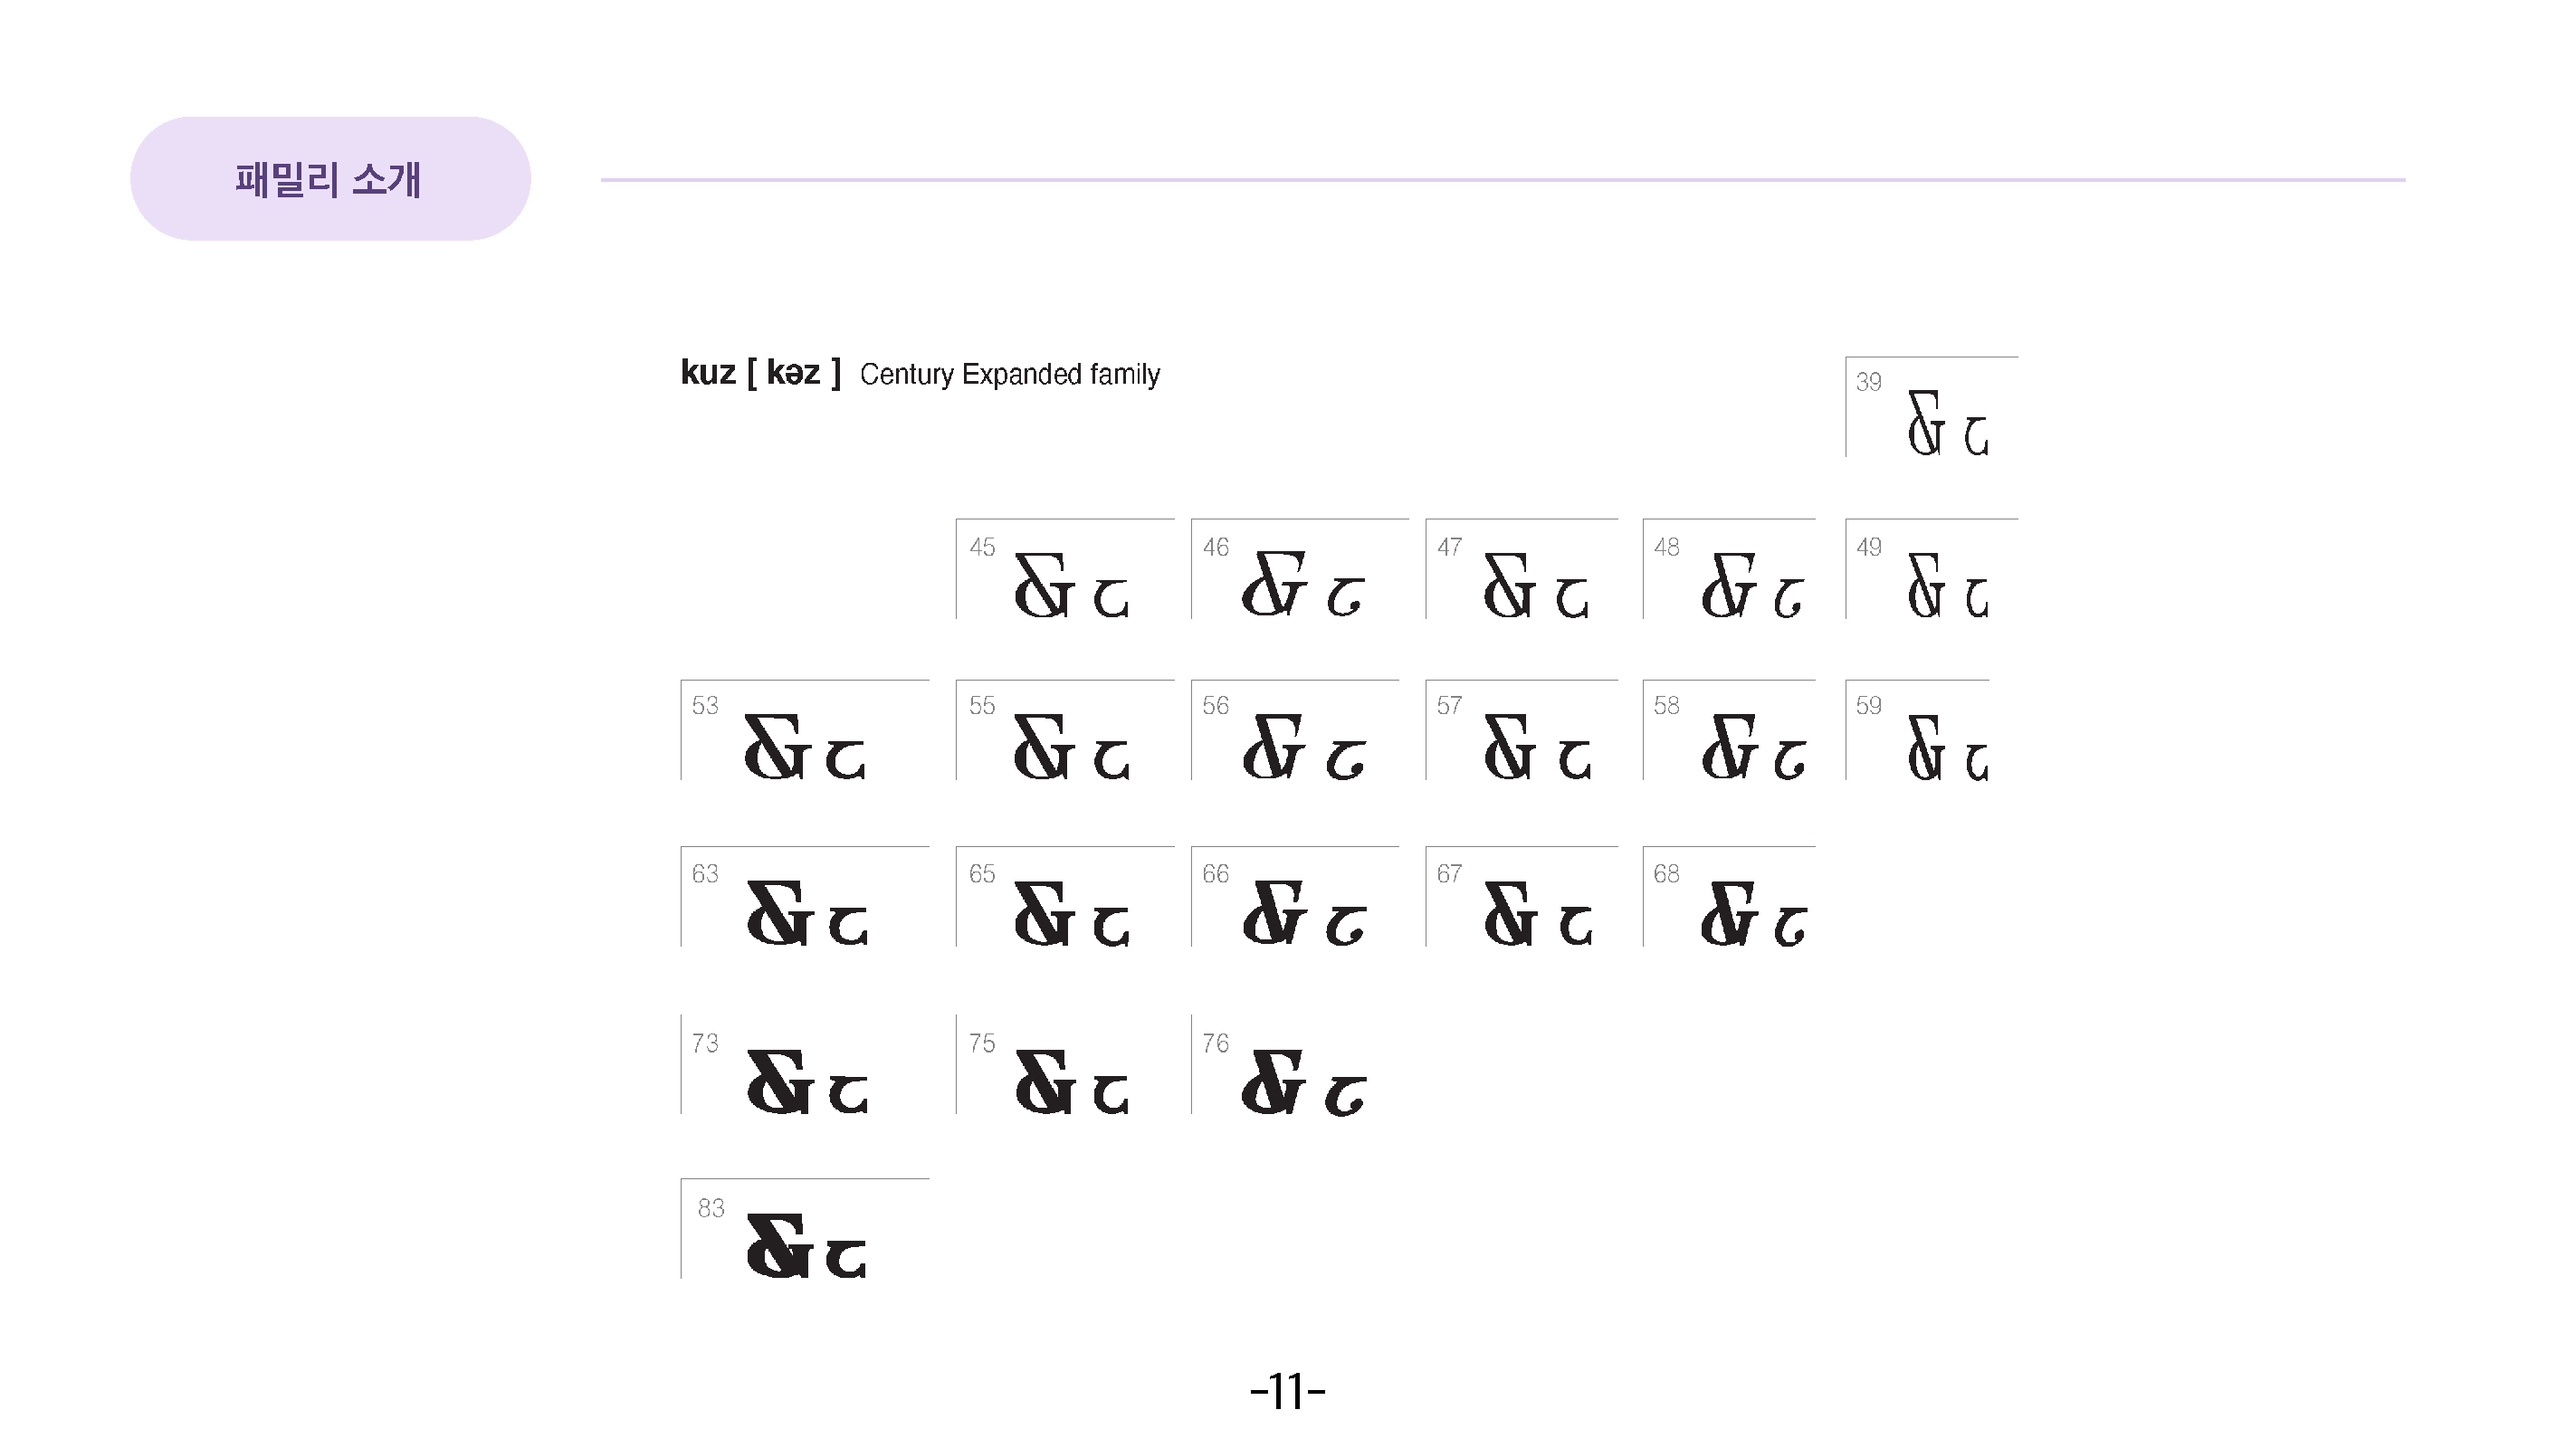 패밀리 소개
kuz [ kəz ] Century Expanded family
39
45 46 47 48 49
53 55 56 57 58 59
63 65 66 67 68
73 75 76
83
-11-